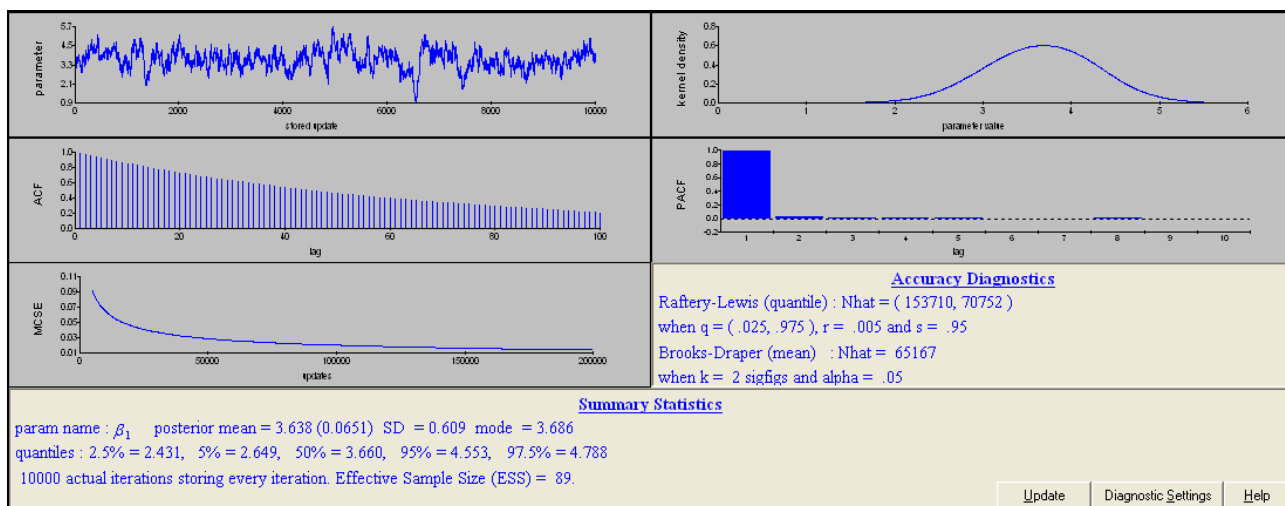 parameter
5.7
4.5
3.3
2.1
0.9
0 2000 4000 6000 8000 10000
stored update
kernel density
0.8
0.6
0.4
0.2
0.0
0 1 2 3 4 5 6
parameter value
ACF
1.0
0.8
0.6
0.4
0.2
0.0
0 20 40 60 80 100
lag
PACF
1.0
0.8
0.6
0.4
0.2
0.0
-0.2
1 2 3 4 5 6 7 8 9 10
lag
MCSE
0.11
0.09
0.07
0.05
0.03
0.01
0 50000 100000 150000 200000
updates
Accuracy Diagnostics
Raftery-Lewis (quantile) : Nhat = ( 153710, 70752 )
when q = ( .025, .975 ), r = .005 and s = .95
Brooks-Draper (mean) : Nhat = 65167
when k = 2 sigfigs and alpha = .05
Summary Statistics
param name : β1 posterior mean = 3.638 (0.0651) SD = 0.609 mode = 3.686
quantiles : 2.5% = 2.431, 5% = 2.649, 50% = 3.660, 95% = 4.553, 97.5% = 4.788
10000 actual iterations storing every iteration. Effective Sample Size (ESS) = 89.
Update Diagnostic Settings Help